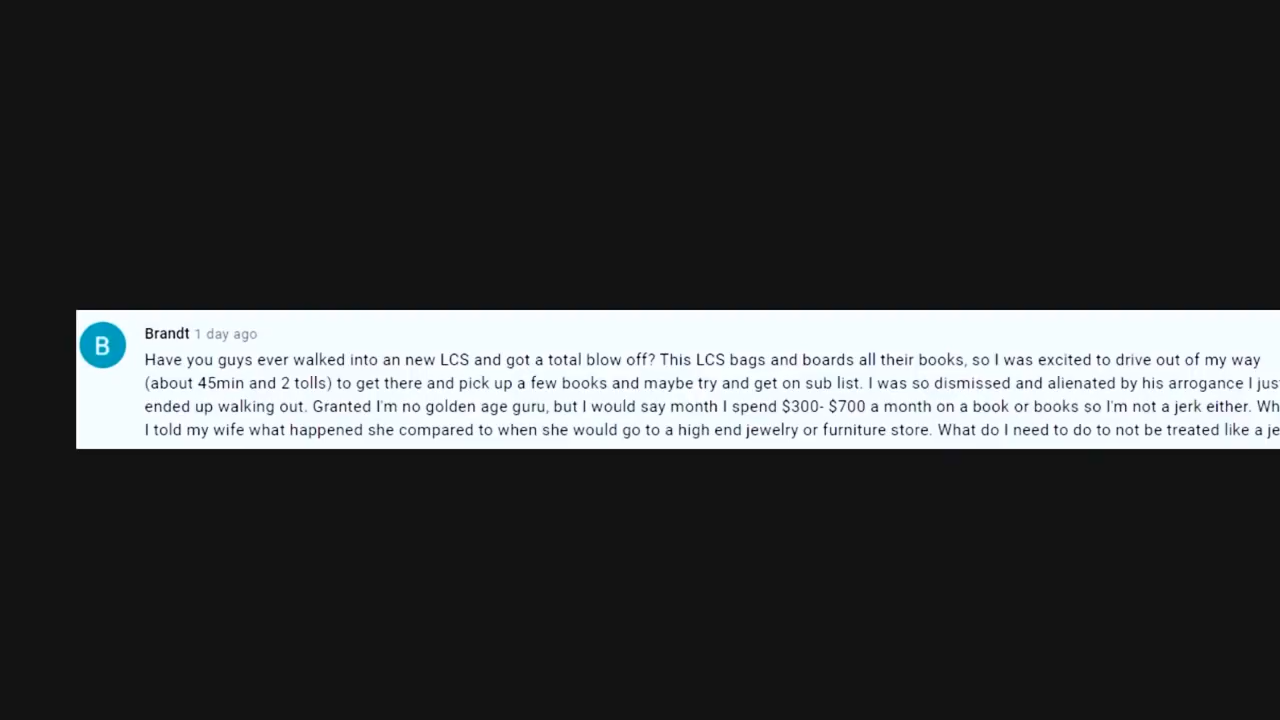 B
Brandt 1 day ago
Have you guys ever walked into an new LCS and got a total blow off? This LCS bags and boards all their books, so I was excited to drive out of my way
(about 45min and 2 tolls) to get there and pick up a few books and maybe try and get on sub list. I was so dismissed and alienated by his arrogance I
ended up walking out. Granted I'm no golden age guru, but I would say month I spend $300- $700 a month on a book or books so I'm not a jerk either.
I told my wife what happened she compared to when she would go to a high end jewelry or furniture store. What do I need to do to not be treated like a